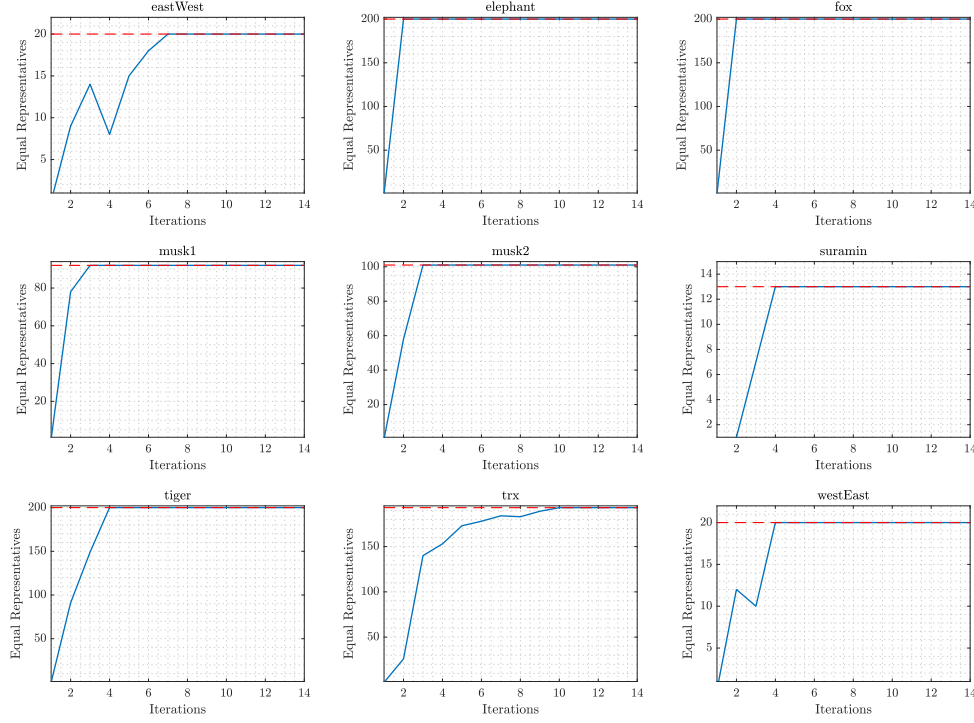 eastWest
Equal Representatives
20
15
10
5
2 4 6 8 10 12 14
Iterations
elephant
Equal Representatives
200
150
100
50
2 4 6 8 10 12 14
Iterations
fox
Equal Representatives
200
150
100
50
2 4 6 8 10 12 14
Iterations
musk1
Equal Representatives
80
60
40
20
2 4 6 8 10 12 14
Iterations
musk2
Equal Representatives
100
80
60
40
20
2 4 6 8 10 12 14
Iterations
suramin
Equal Representatives
14
12
10
8
6
4
2
2 4 6 8 10 12 14
Iterations
tiger
Equal Representatives
200
150
100
50
2 4 6 8 10 12 14
Iterations
trx
Equal Representatives
150
100
50
2 4 6 8 10 12 14
Iterations
westEast
Equal Representatives
20
15
10
5
2 4 6 8 10 12 14
Iterations